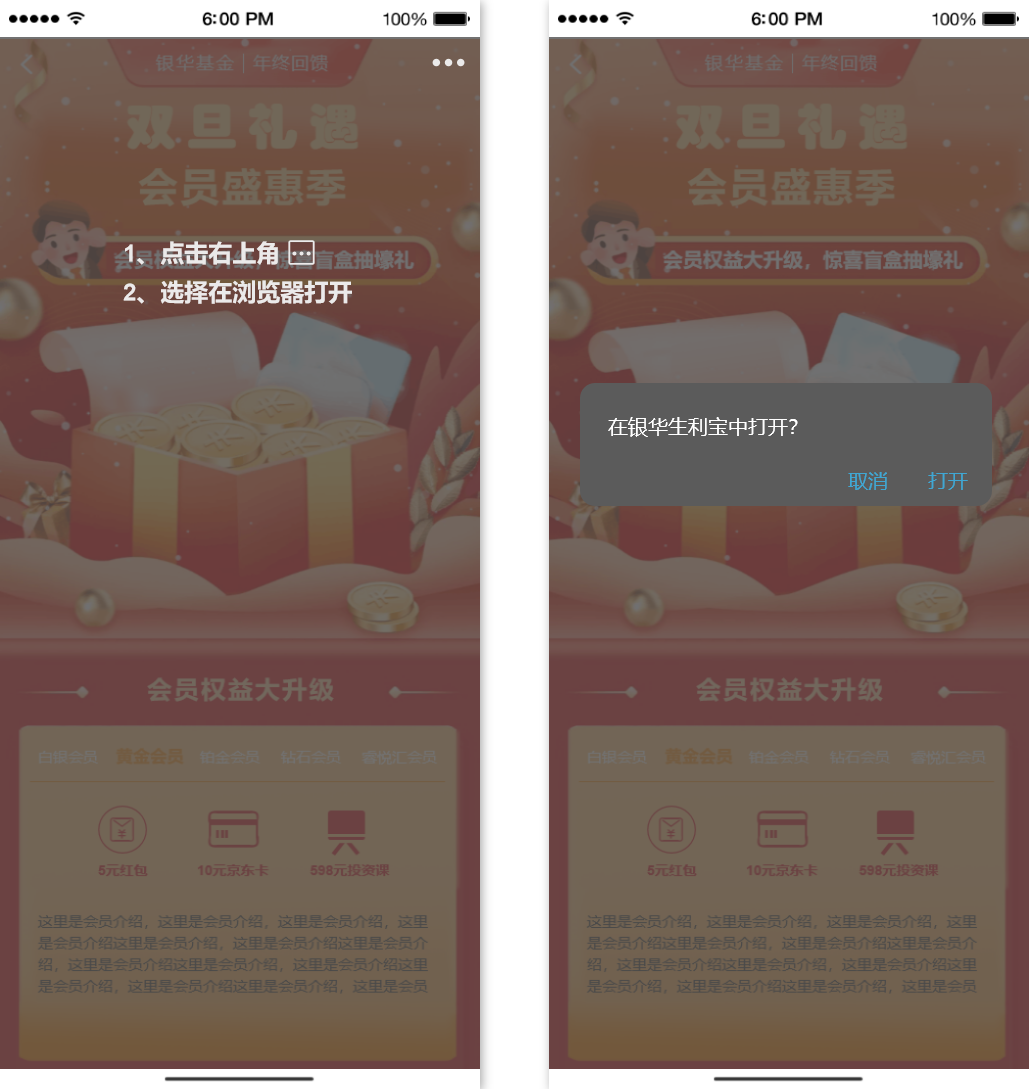 6:00 PM
100%
银华基金 | 年终回馈
双旦礼遇
会员盛惠季
1、点击右上角
会员权益大升级，惊喜盲盒抽壕礼
2、选择在浏览器打开
会员权益大升级
白银会员 黄金会员 铂金会员 钻石会员 睿悦汇会员
5元红包 10元京东卡 598元投资课
这里是会员介绍，这里是会员介绍，这里是会员介绍，这里
是会员介绍这里是会员介绍，这里是会员介绍这里是会员介
绍，这里是会员介绍这里是会员介绍，这里是会员介绍这里
是会员介绍，这里是会员介绍这里是会员介绍，这里是会员
6:00 PM
100%
银华基金 | 年终回馈
双旦礼遇
会员盛惠季
会员权益大升级，惊喜盲盒抽壕礼
在银华生利宝中打开？
取消 打开
会员权益大升级
白银会员 黄金会员 铂金会员 钻石会员 睿悦汇会员
5元红包 10元京东卡 598元投资课
这里是会员介绍，这里是会员介绍，这里是会员介绍，这里
是会员介绍这里是会员介绍，这里是会员介绍这里是会员介
绍，这里是会员介绍这里是会员介绍，这里是会员介绍这里
是会员介绍，这里是会员介绍这里是会员介绍，这里是会员